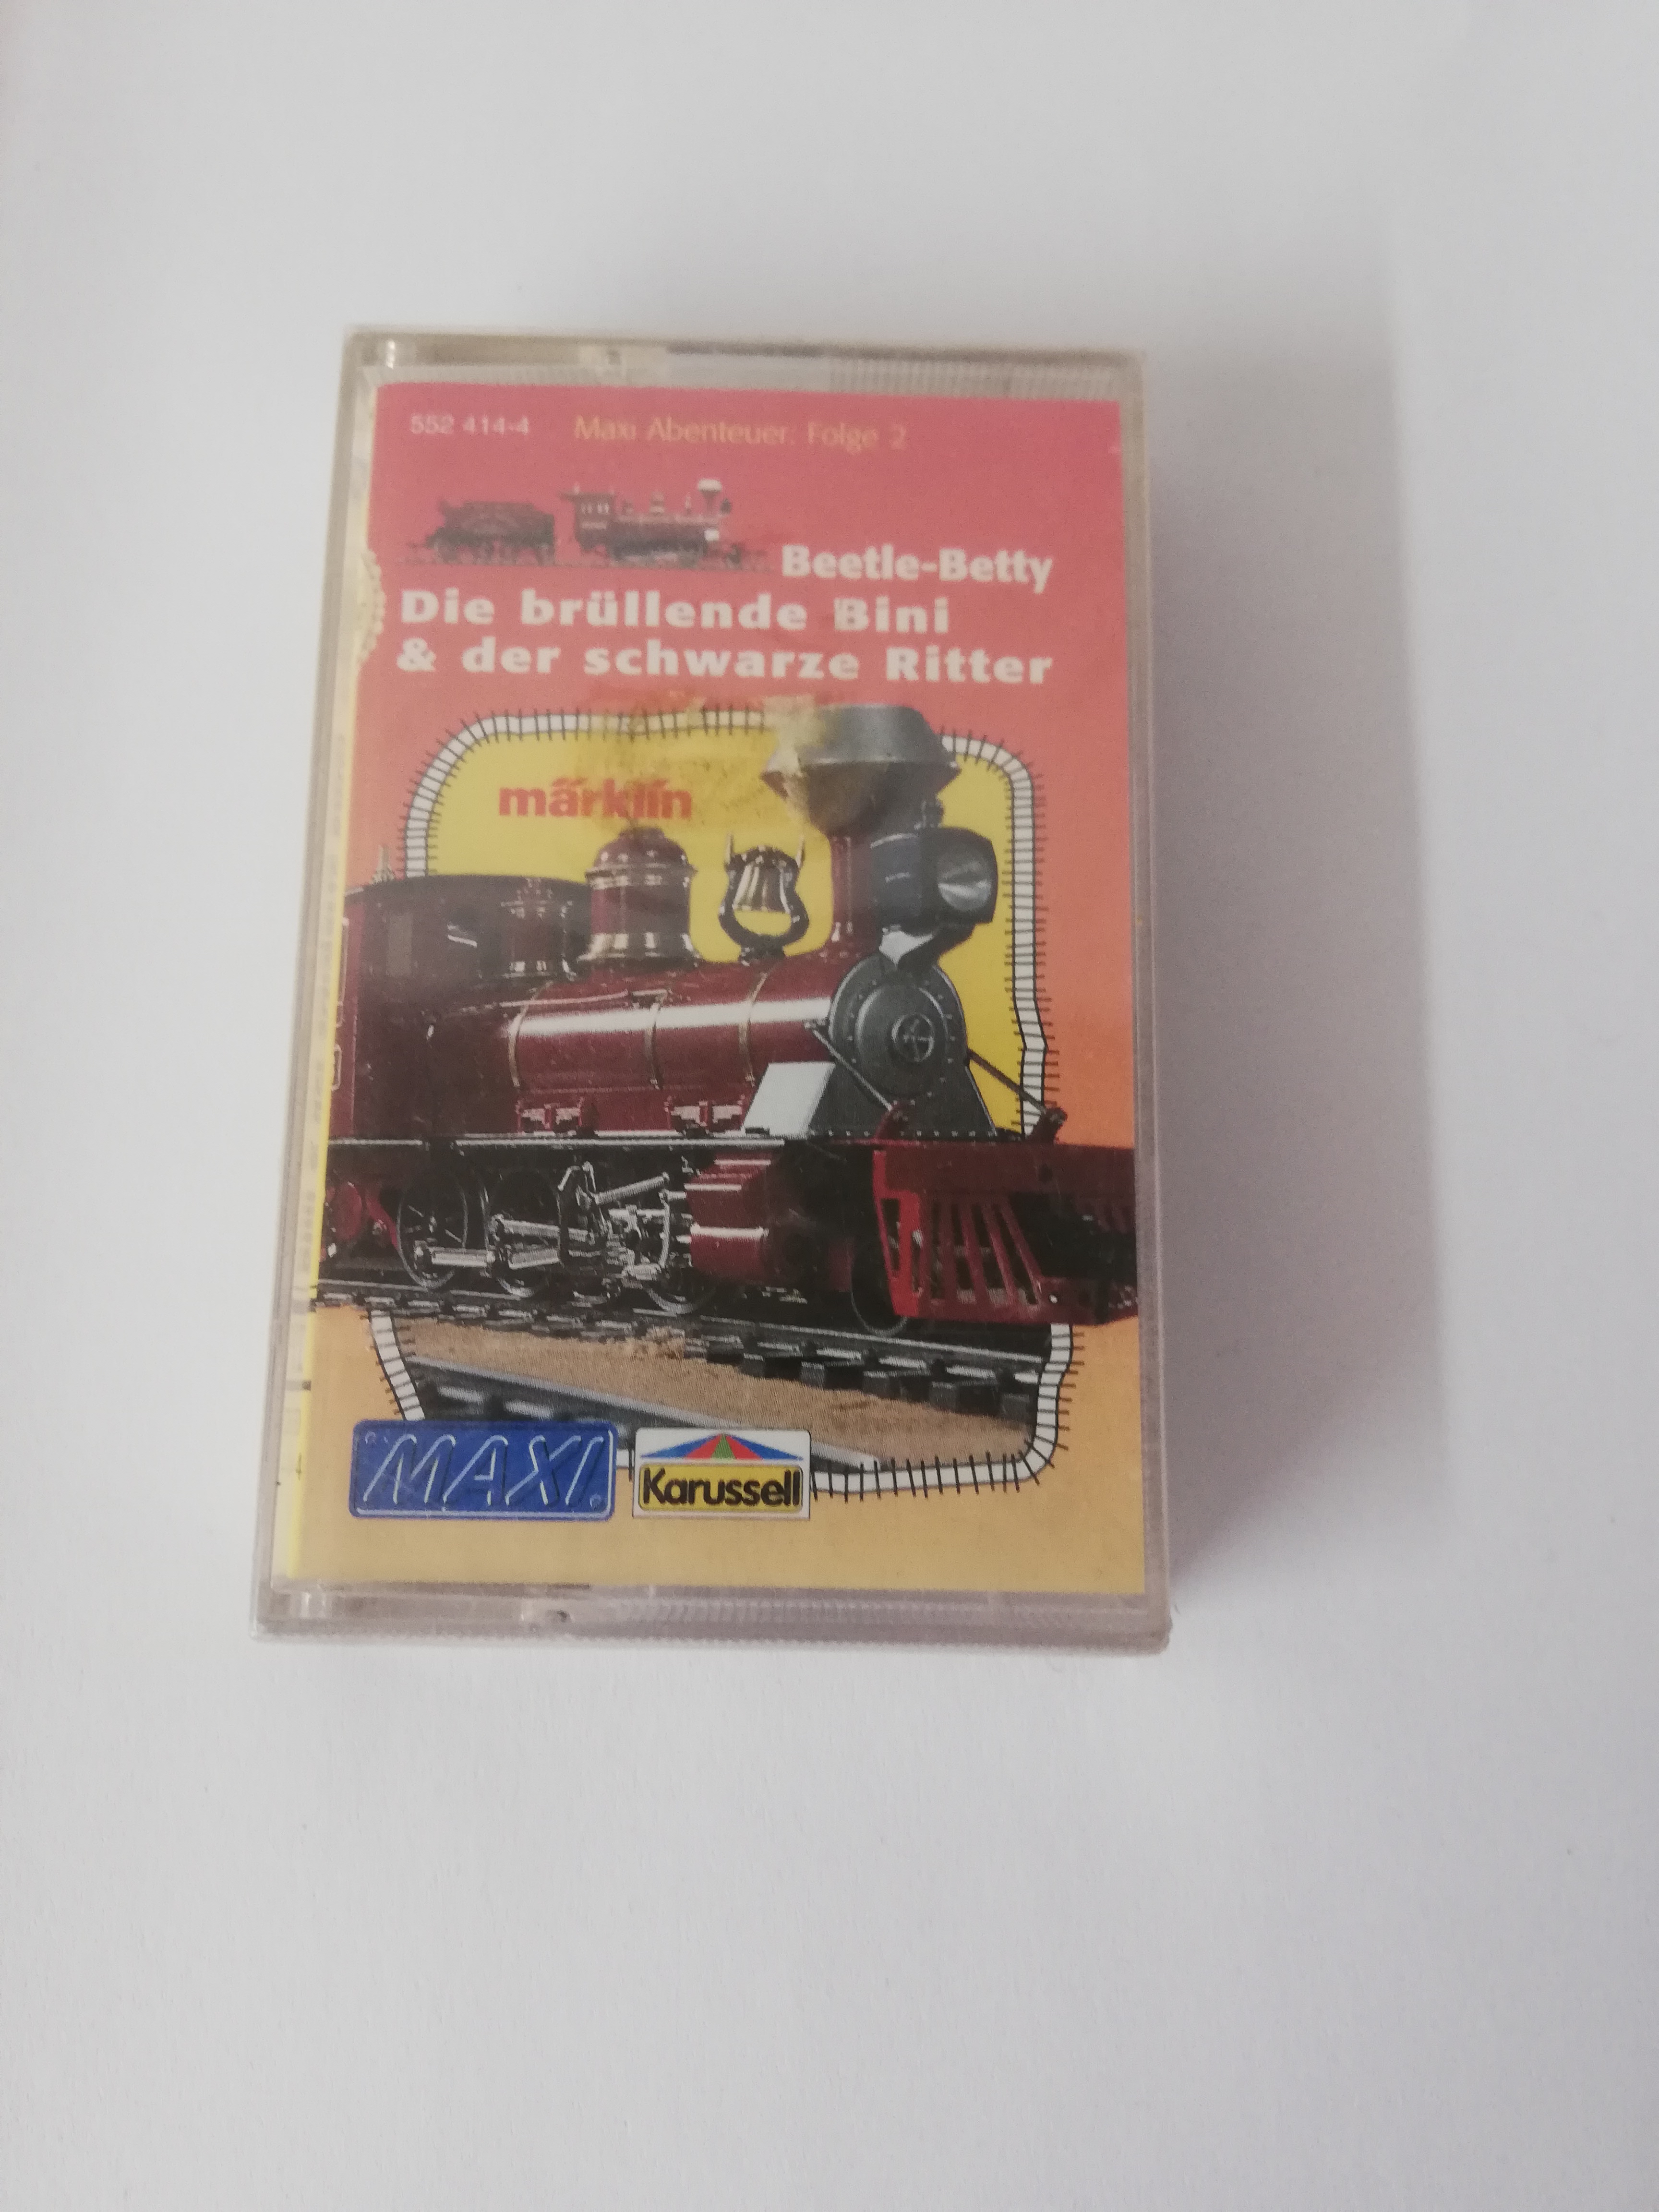 552 414-4 Maxi Abenteuer: Folge 2
Beetle-Betty
Die brüllende Bini
& der schwarze Ritter
märklin
MAXI
Karussell